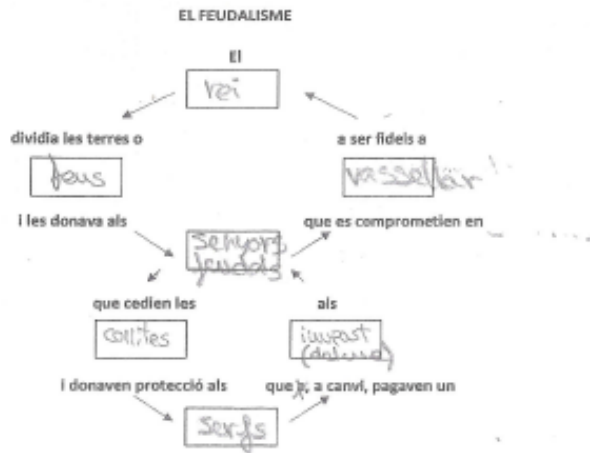 EL FEUDALISME
El
rei
dividia les terres o
a ser fidels a
feus
vassellàr
i les donava als
que es comprometien en
senyors
feudals
que cedien les
als
collites
impost
i donaven protecció als
que, a canvi, pagaven un
serfs